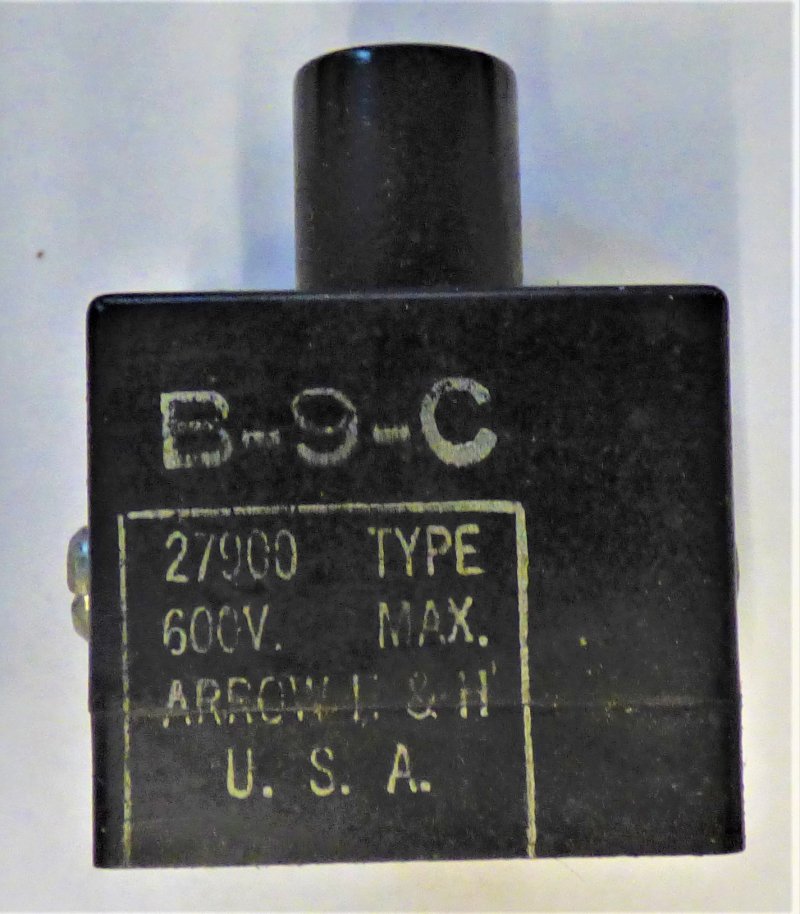 B-9-C
27900 TYPE
600V. MAX.
ARROW H & H
U. S. A.